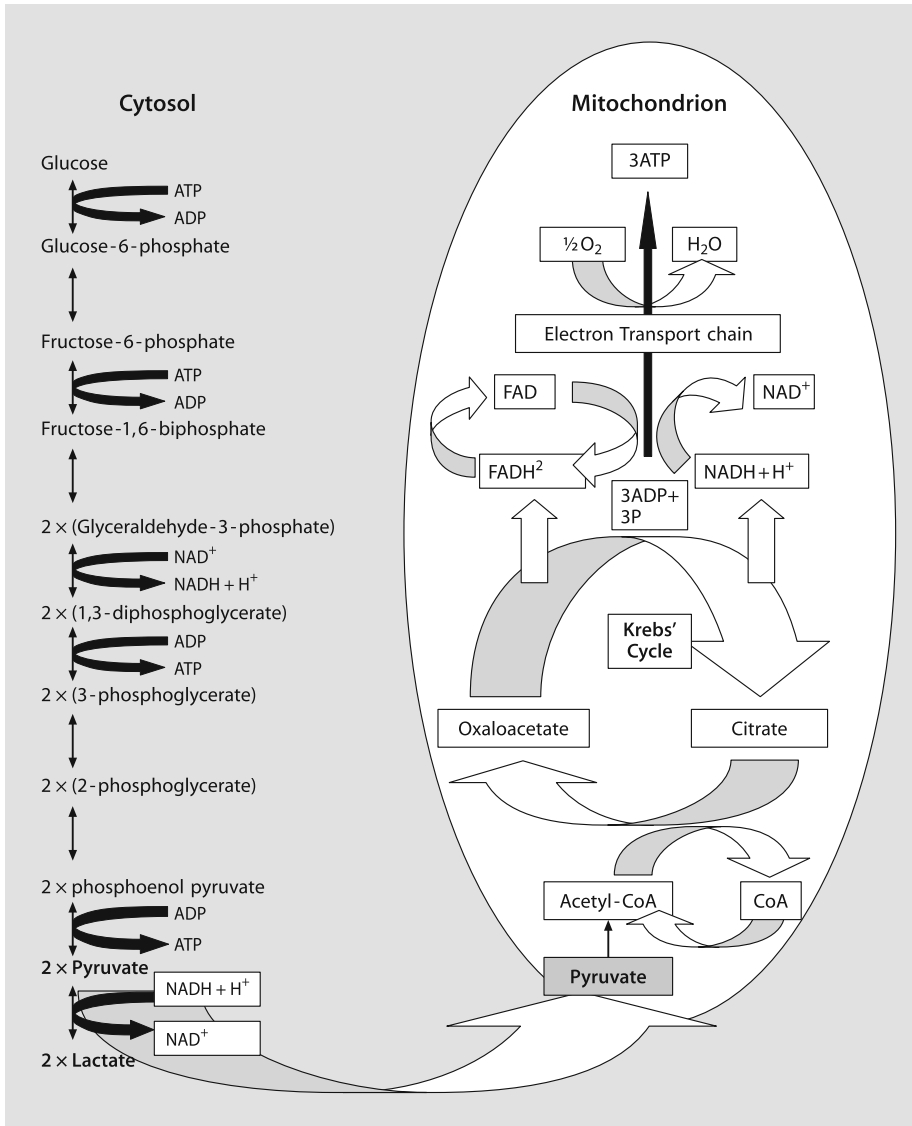 Cytosol
Glucose
ATP
ADP
Glucose-6-phosphate
Fructose-6-phosphate
ATP
ADP
Fructose-1,6-biphosphate
2 × (Glyceraldehyde-3-phosphate)
NAD⁺
NADH + H⁺
2 × (1,3-diphosphoglycerate)
ADP
ATP
2 × (3-phosphoglycerate)
2 × (2-phosphoglycerate)
2 × phosphoenol pyruvate
ADP
ATP
2 × Pyruvate
NADH + H⁺
NAD⁺
2 × Lactate
Mitochondrion
3ATP
½O₂
H₂O
Electron Transport chain
FAD
NAD⁺
FADH²
NADH + H⁺
3ADP+
3P
Krebs'
Cycle
Oxaloacetate
Citrate
Acetyl-CoA
CoA
Pyruvate